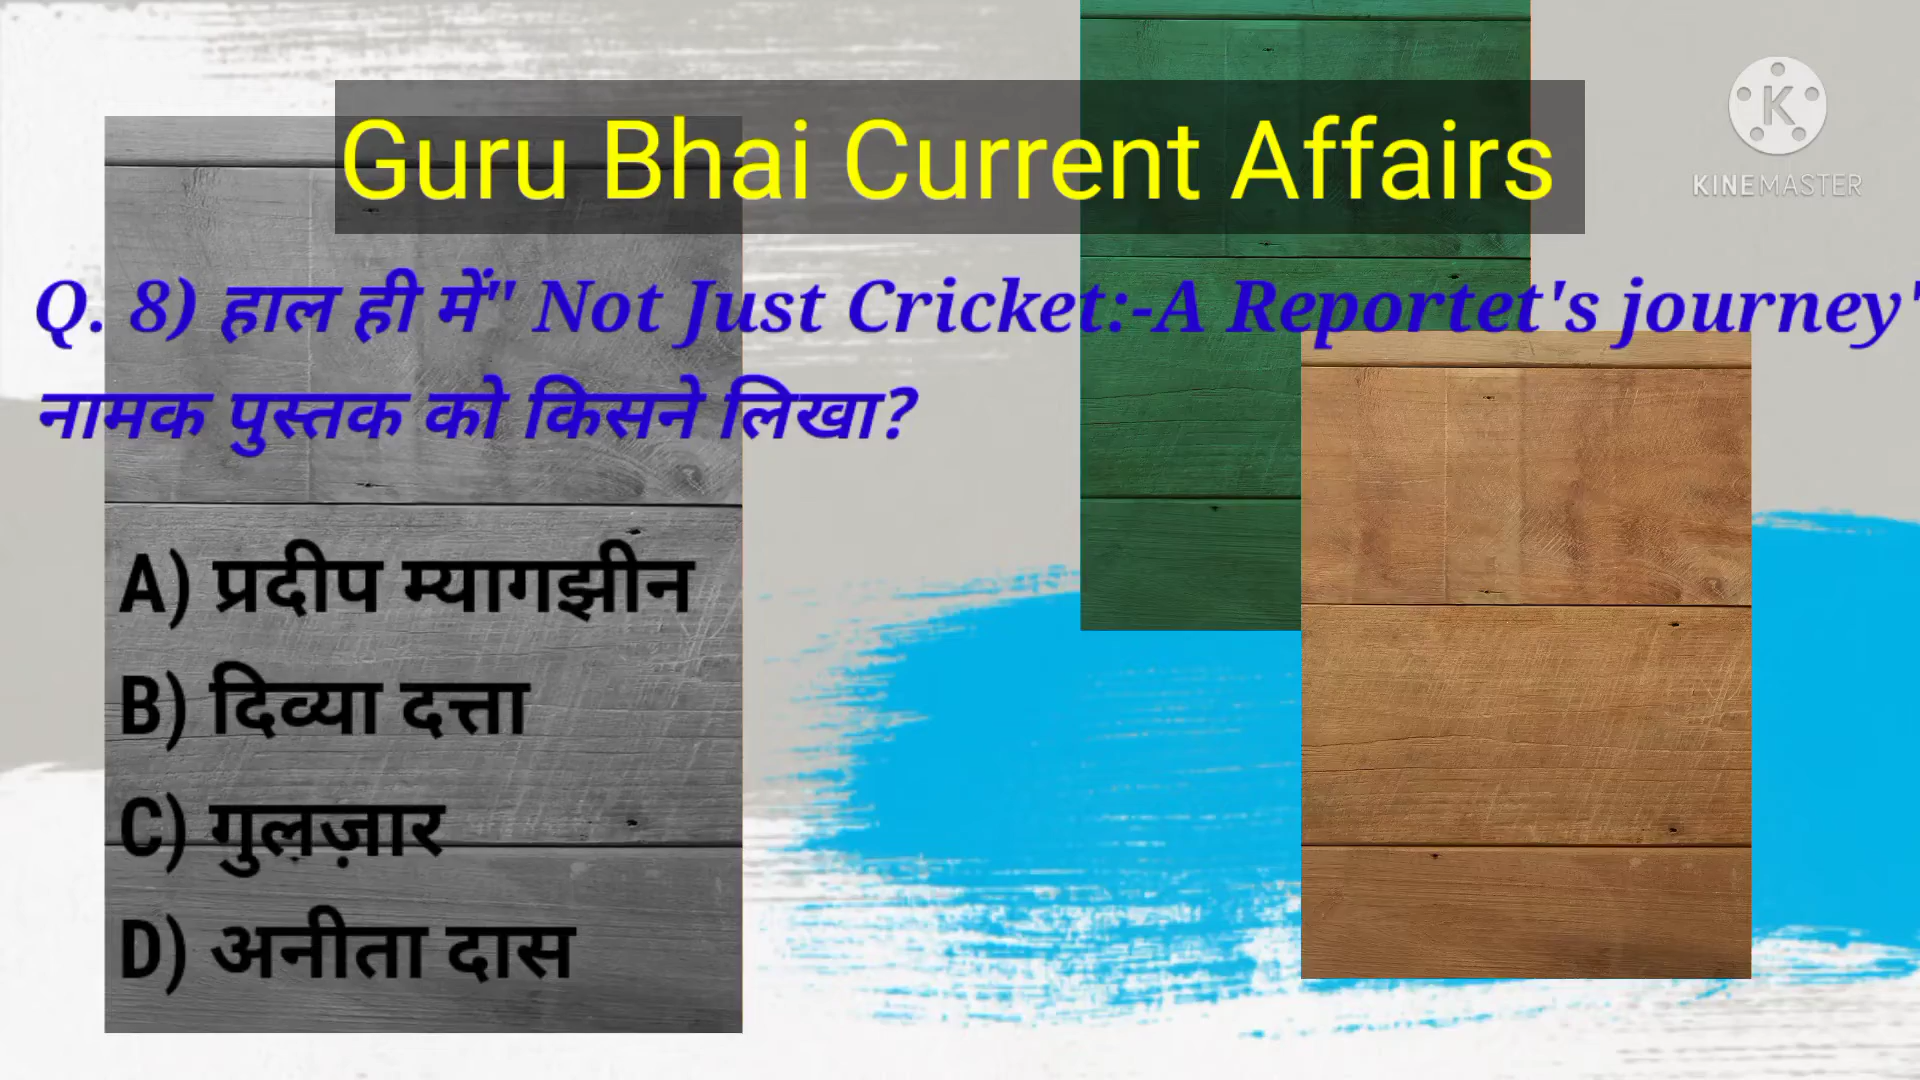 Guru Bhai Current Affairs
KINEMASTER
Q. 8) हाल ही में" Not Just Cricket:-A Reportet's journey"
नामक पुस्तक को किसने लिखा?
A) प्रदीप म्यागझीन
B) दिव्या दत्ता
C) गुलज़ार
D) अनीता दास